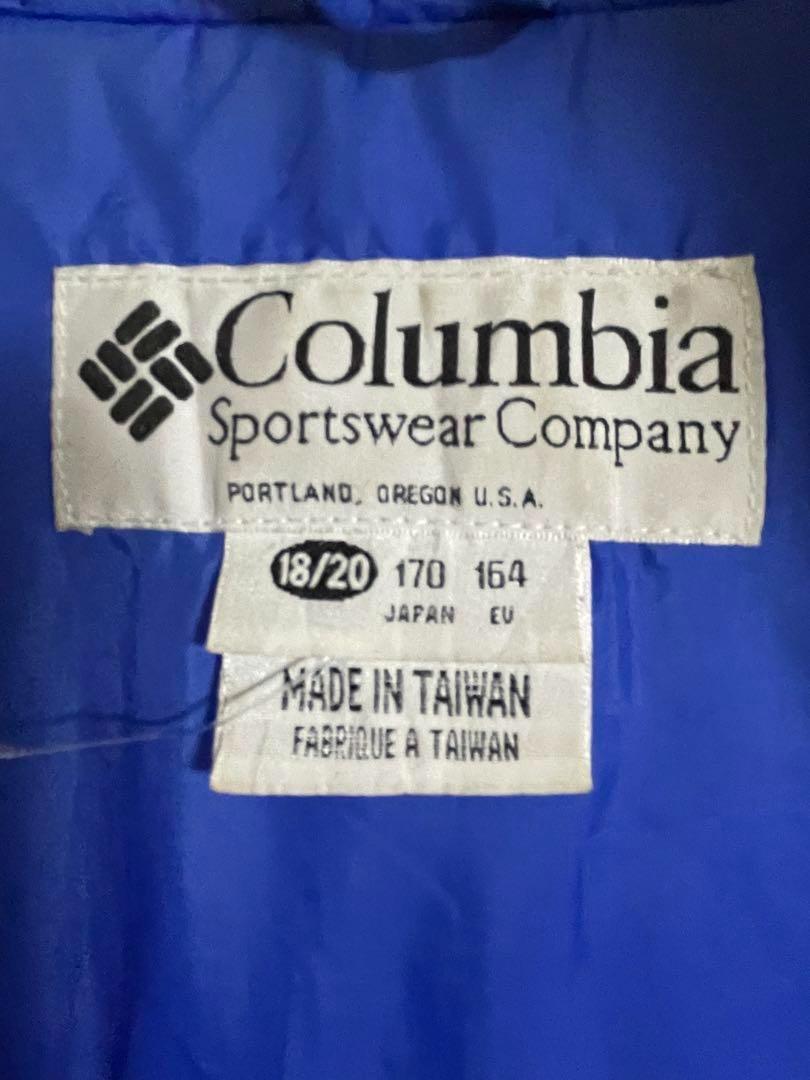 Columbia
Sportswear Company
PORTLAND, OREGON U.S.A.
18/20 170 164
JAPAN EU
MADE IN TAIWAN
FABRIQUE A TAIWAN